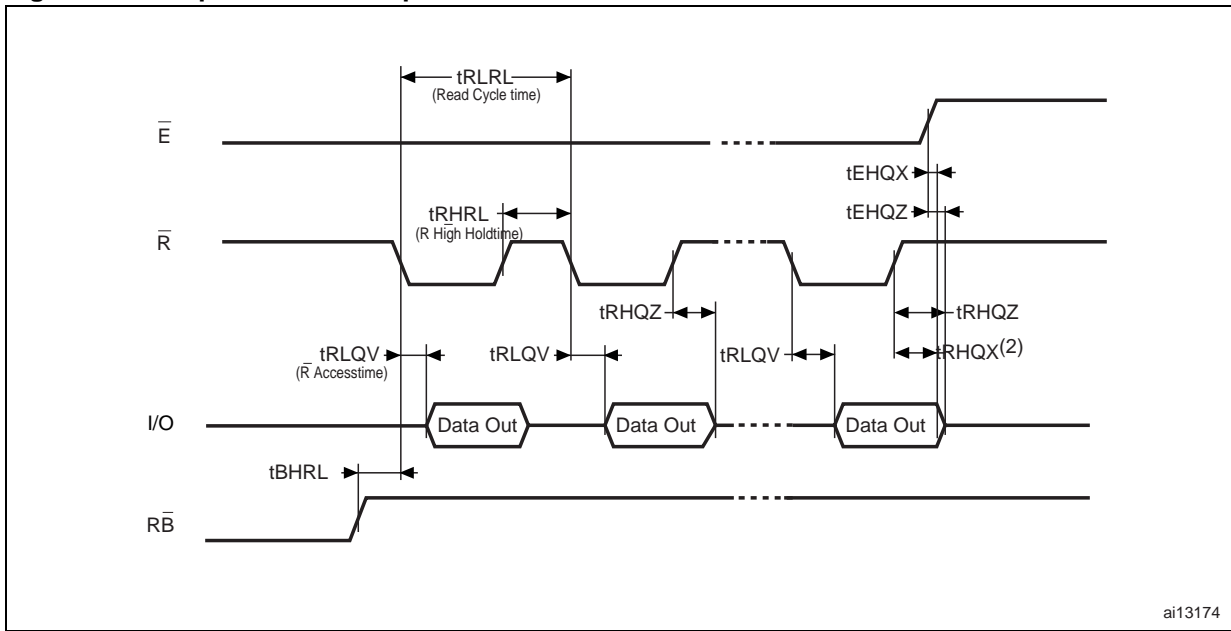 tRLRL
(Read Cycle time)
E̅
tEHQX
tEHQZ
tRHRL
(R̅ High Holdtime)
R̅
tRHQZ
tRHQZ
tRLQV
(R̅ Accesstime)
tRLQV
tRLQV
tRHQX(2)
I/O
Data Out
Data Out
Data Out
tBHRL
RB̅
ai13174